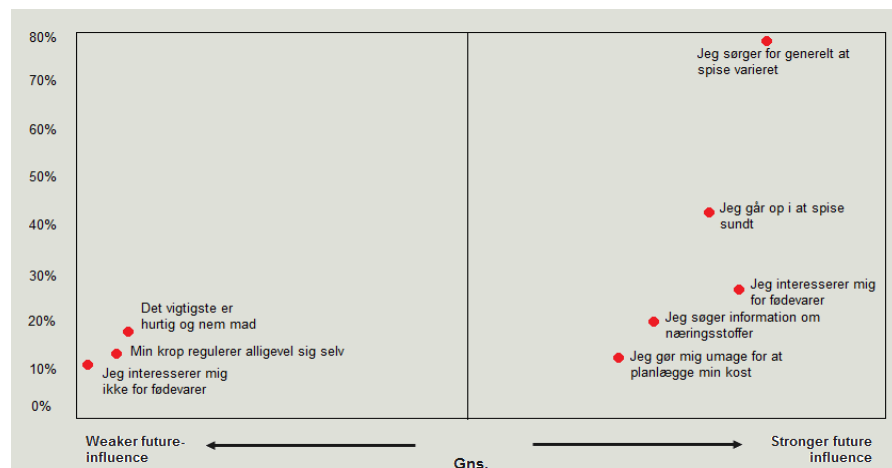 80%
Jeg sørger for generelt at
spise varieret
70%
60%
50%
Jeg går op i at spise
sundt
40%
30%
Jeg interesserer mig
for fødevarer
Det vigtigste er
hurtig og nem mad
20%
Jeg søger information om
næringsstoffer
Min krop regulerer alligevel sig selv
Jeg gør mig umage for at
planlægge min kost
10%
Jeg interesserer mig
ikke for fødevarer
0%
Weaker future-
influence
Stronger future
influence
Gns.